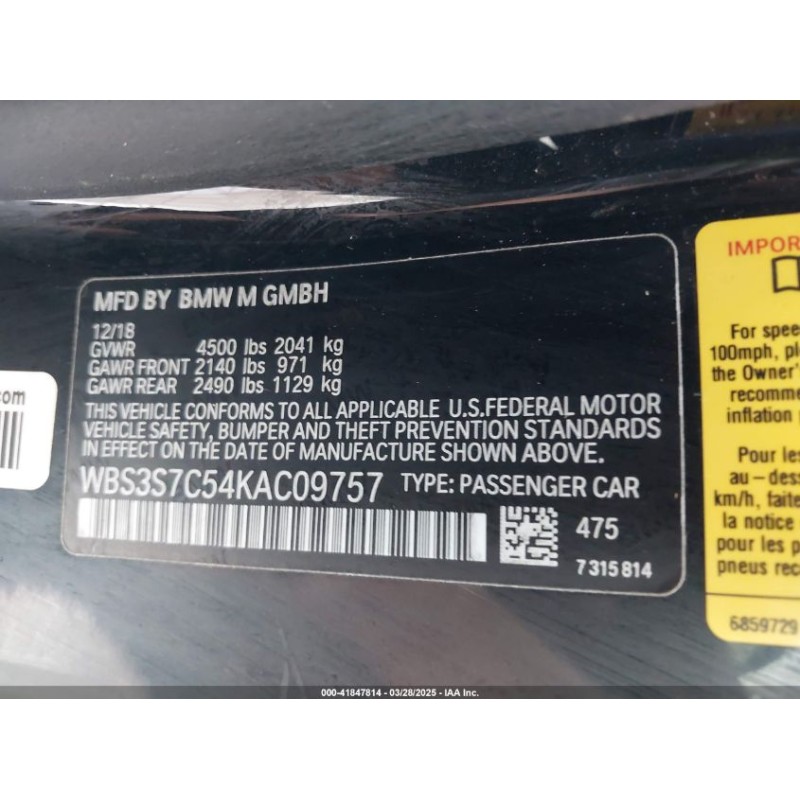 MFD BY BMW M GMBH
12/18
GVWR 4500 lbs 2041 kg
GAWR FRONT 2140 lbs 971 kg
GAWR REAR 2490 lbs 1129 kg
THIS VEHICLE CONFORMS TO ALL APPLICABLE U.S.FEDERAL MOTOR
VEHICLE SAFETY, BUMPER AND THEFT PREVENTION STANDARDS
IN EFFECT ON THE DATE OF MANUFACTURE SHOWN ABOVE.
WBS3S7C54KAC09757 TYPE: PASSENGER CAR
475
7315814
.com
IMPOR
For spee
100mph, pl
the Owner'
recomme
inflation
Pour les
au-dess
km/h, faite
la notice
pour les p
pneus rec
6859729
000-41847814 / 03/28/2025 - IAA Inc.